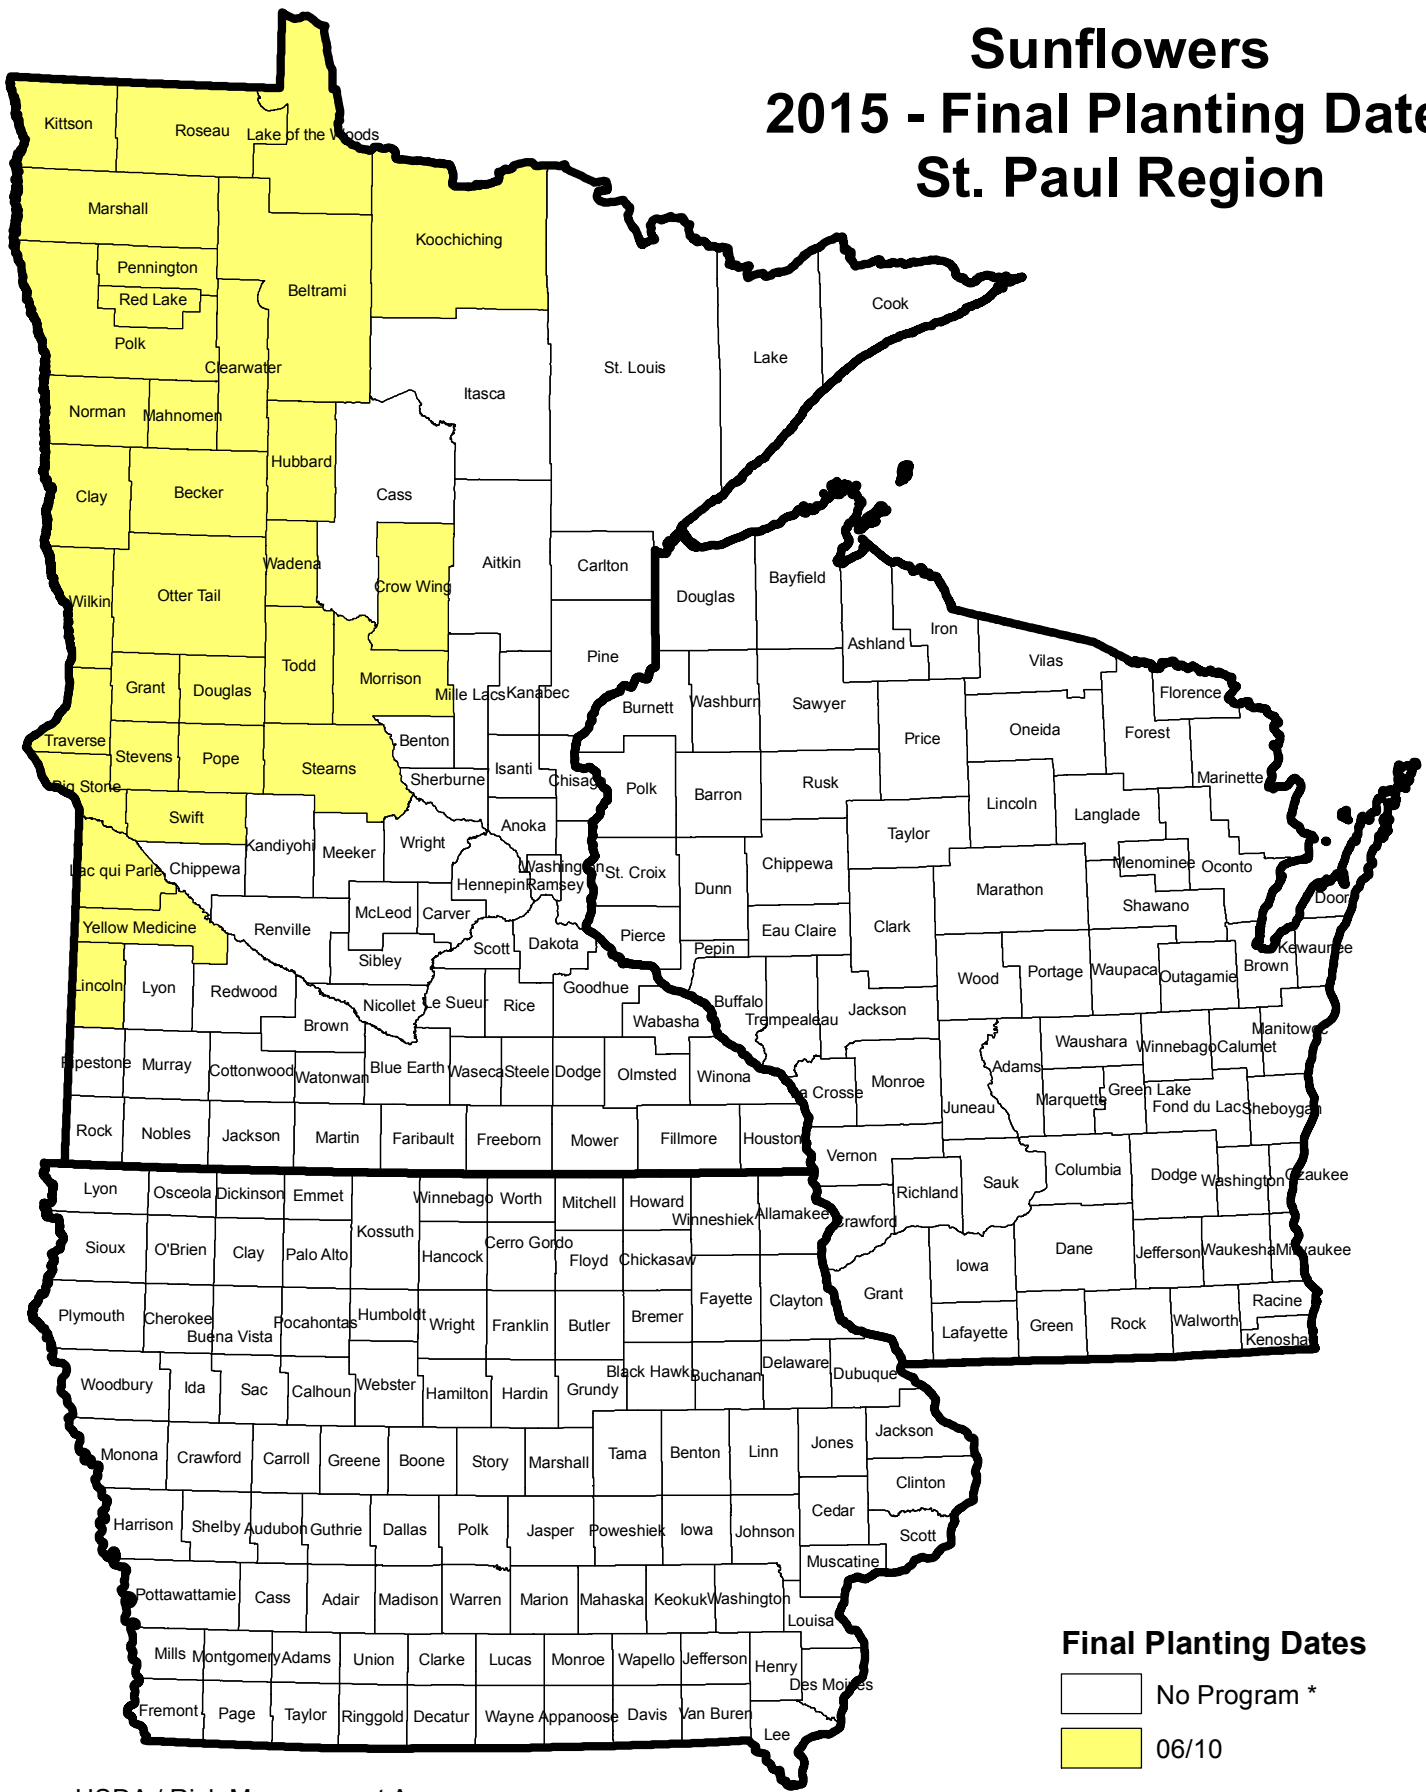 Sunflowers
2015 - Final Planting Date
St. Paul Region
Kittson
Roseau
Lake of the Woods
Marshall
Koochiching
Pennington
Beltrami
Red Lake
Cook
Polk
Lake
Clearwater
St. Louis
Itasca
Norman
Mahnomen
Hubbard
Clay
Becker
Cass
Wadena
Aitkin
Carlton
Crow Wing
Otter Tail
Wilkin
Bayfield
Douglas
Ashland
Iron
Pine
Vilas
Todd
Morrison
Grant
Douglas
Mille Lacs
Kanabec
Florence
Burnett
Washburn
Sawyer
Oneida
Forest
Price
Traverse
Benton
Stevens
Pope
Stearns
Isanti
Marinette
Sherburne
Chisag
Big Stone
Polk
Barron
Rusk
Lincoln
Langlade
Swift
Anoka
Taylor
Kandiyohi
Meeker
Wright
Lac qui Parle
Chippewa
Washington
Chippewa
Menominee
Oconto
St. Croix
Hennepin
Ramsey
Dunn
Marathon
Door
Shawano
McLeod
Carver
Yellow Medicine
Renville
Pierce
Eau Claire
Clark
Scott
Dakota
Pepin
Kewaunee
Sibley
Brown
Wood
Portage
Waupaca
Outagamie
Lincoln
Lyon
Redwood
Goodhue
Nicollet
Le Sueur
Rice
Buffalo
Jackson
Trempealeau
Wabasha
Brown
Manitowoc
Waushara
Winnebago
Calumet
Pipestone
Murray
Cottonwood
Watonwan
Blue Earth
Waseca
Steele
Dodge
Olmsted
Winona
Adams
Monroe
La Crosse
Green Lake
Marquette
Juneau
Fond du Lac
Sheboygan
Rock
Nobles
Jackson
Martin
Faribault
Freeborn
Mower
Fillmore
Houston
Vernon
Columbia
Dodge
Washington
Ozaukee
Richland
Sauk
Lyon
Osceola
Dickinson
Emmet
Winnebago
Worth
Mitchell
Howard
Winneshiek
Allamakee
Crawford
Kossuth
Sioux
O'Brien
Clay
Palo Alto
Hancock
Cerro Gordo
Floyd
Chickasaw
Dane
Jefferson
Waukesha
Milwaukee
Iowa
Grant
Fayette
Clayton
Racine
Plymouth
Cherokee
Buena Vista
Pocahontas
Humboldt
Wright
Franklin
Butler
Bremer
Lafayette
Green
Rock
Walworth
Kenosha
Black Hawk
Buchanan
Delaware
Dubuque
Woodbury
Ida
Sac
Calhoun
Webster
Hamilton
Hardin
Grundy
Jackson
Monona
Crawford
Carroll
Greene
Boone
Story
Marshall
Tama
Benton
Linn
Jones
Clinton
Cedar
Harrison
Shelby
Audubon
Guthrie
Dallas
Polk
Jasper
Poweshiek
Iowa
Johnson
Scott
Muscatine
Pottawattamie
Cass
Adair
Madison
Warren
Marion
Mahaska
Keokuk
Washington
Louisa
Mills
Montgomery
Adams
Union
Clarke
Lucas
Monroe
Wapello
Jefferson
Henry
Des Moines
Fremont
Page
Taylor
Ringgold
Decatur
Wayne
Appanoose
Davis
Van Buren
Lee
Final Planting Dates
No Program *
06/10